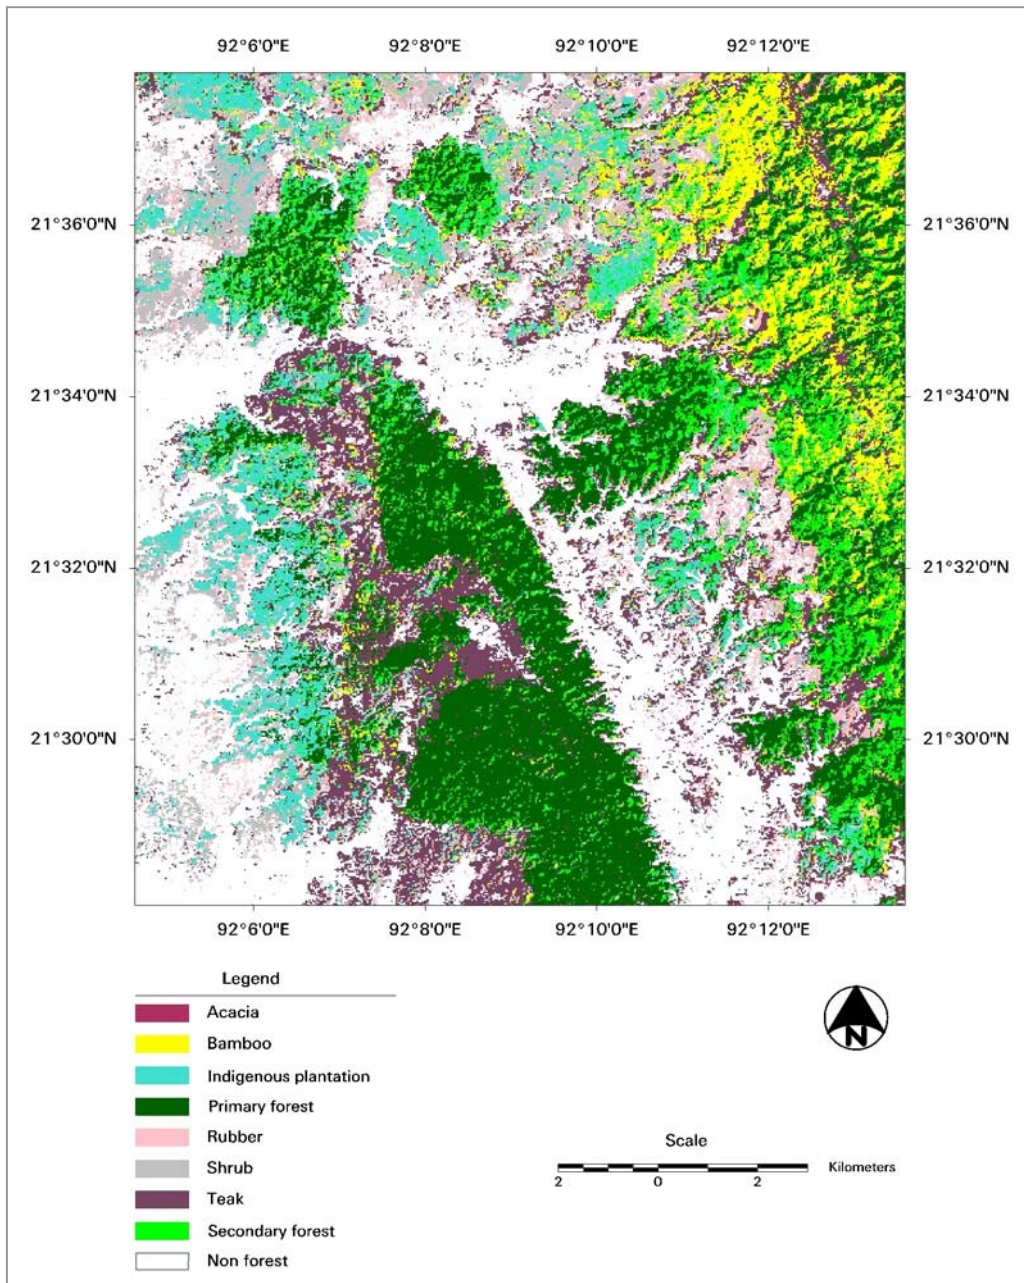 92°6'0"E 92°8'0"E 92°10'0"E 92°12'0"E
21°36'0"N 21°36'0"N
21°34'0"N 21°34'0"N
21°32'0"N 21°32'0"N
21°30'0"N 21°30'0"N
92°6'0"E 92°8'0"E 92°10'0"E 92°12'0"E
Legend
Acacia
Bamboo
Indigenous plantation
Primary forest
Rubber
Shrub
Teak
Secondary forest
Non forest
N
Scale
Kilometers
2 0 2